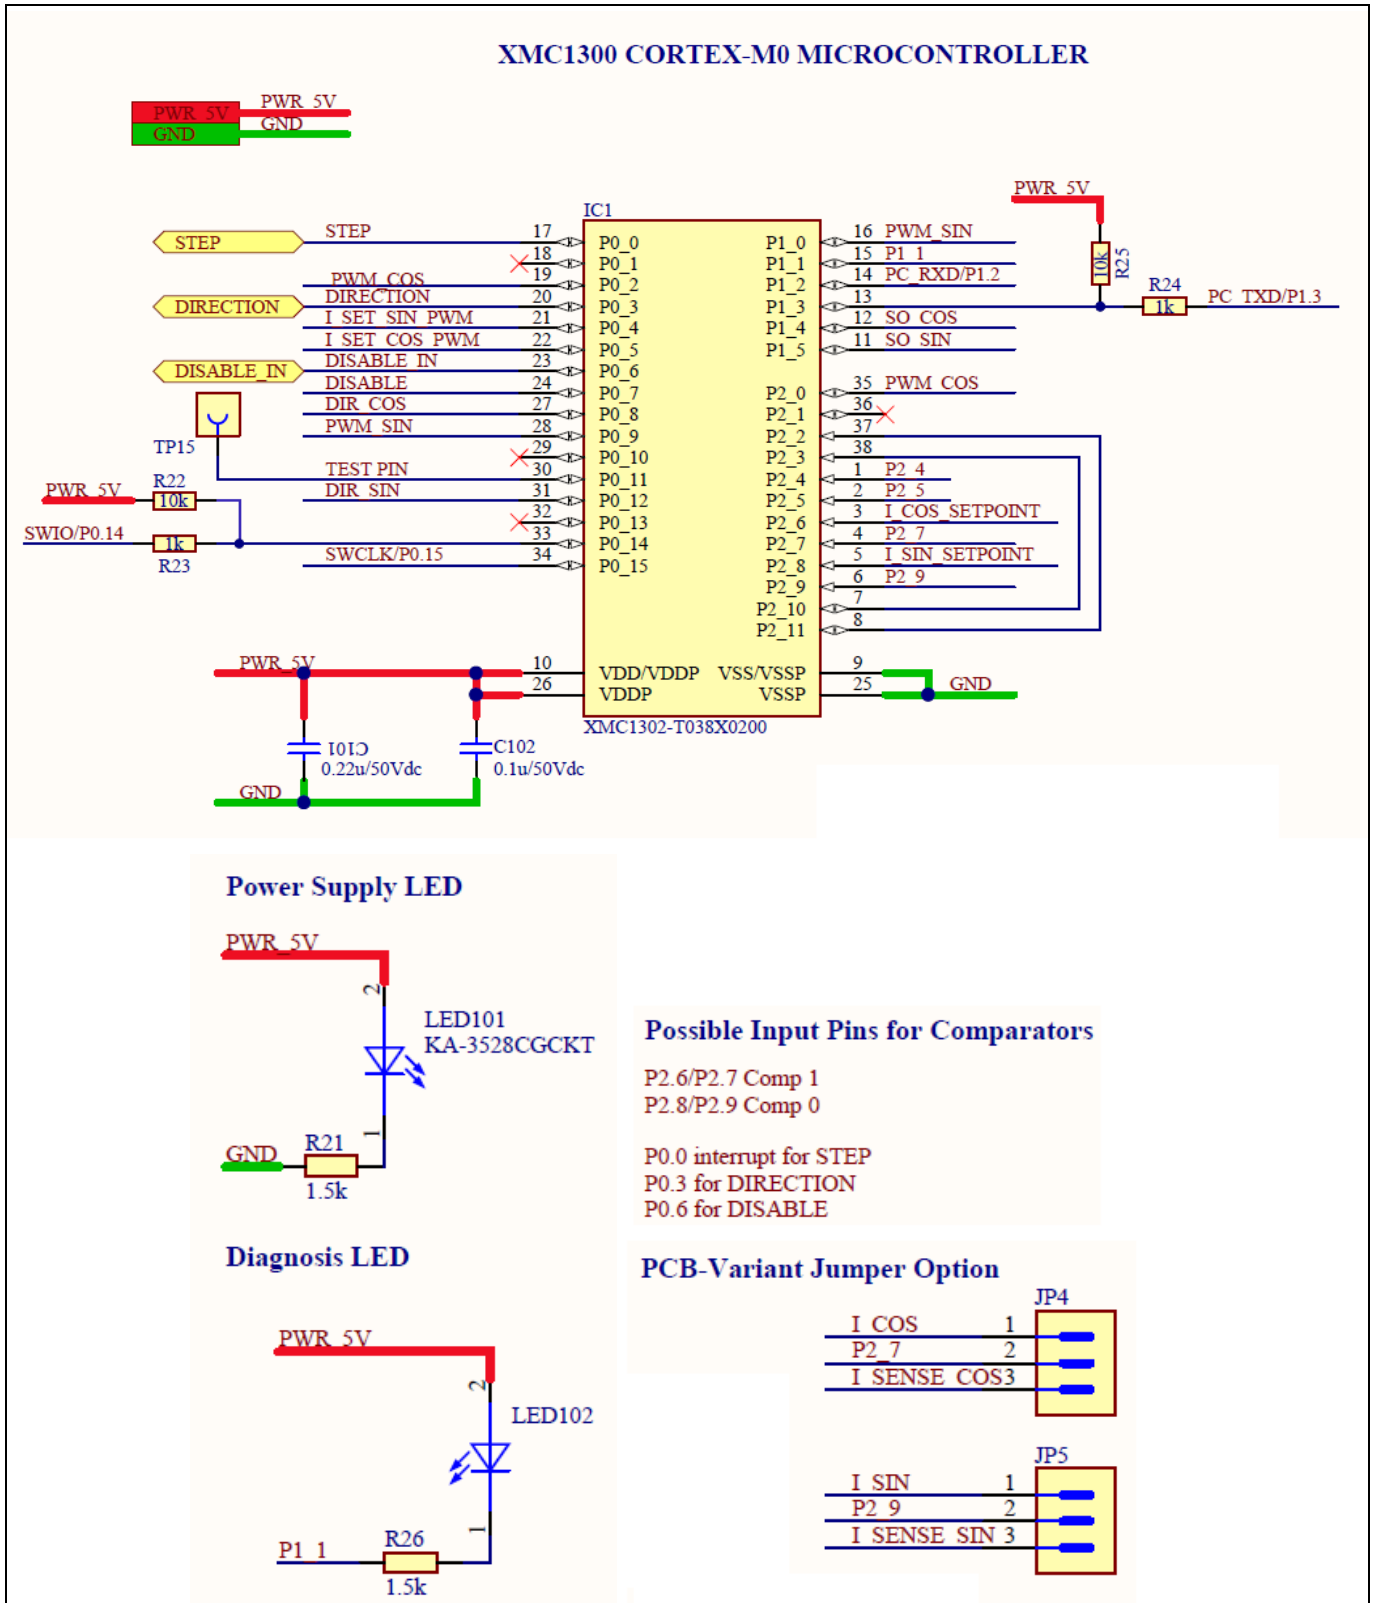 XMC1300 CORTEX-M0 MICROCONTROLLER
PWR_5V PWR_5V
GND GND
PWR_5V
IC1
STEP STEP 17 P0_0 P1_0 16 PWM_SIN
18 P0_1 P1_1 15 P1_1
PWM_COS 19 P0_2 P1_2 14 PC_RXD/P1.2
DIRECTION DIRECTION 20 P0_3 P1_3 13
10k R25
R24 1k PC_TXD/P1.3
I_SET_SIN_PWM 21 P0_4 P1_4 12 SO_COS
I_SET_COS_PWM 22 P0_5 P1_5 11 SO_SIN
DISABLE_IN DISABLE_IN 23 P0_6
DISABLE 24 P0_7 P2_0 35 PWM_COS
DIR_COS 27 P0_8 P2_1 36
PWM_SIN 28 P0_9 P2_2 37
TP15
29 P0_10 P2_3 38
TEST PIN 30 P0_11 P2_4 1 P2_4
DIR_SIN 31 P0_12 P2_5 2 P2_5
PWR_5V R22 10k
32 P0_13 P2_6 3 I_COS_SETPOINT
SWIO/P0.14 1k R23 33 P0_14 P2_7 4 P2_7
SWCLK/P0.15 34 P0_15 P2_8 5 I_SIN_SETPOINT
P2_9 6 P2_9
P2_10 7
P2_11 8
PWR_5V 10 VDD/VDDP VSS/VSSP 9
26 VDDP VSSP 25 GND
XMC1302-T038X0200
C101 C102
0.22u/50Vdc 0.1u/50Vdc
GND
Power Supply LED
PWR_5V
2
LED101
KA-3528CGCKT
1
GND R21
1.5k
Possible Input Pins for Comparators
P2.6/P2.7 Comp 1
P2.8/P2.9 Comp 0
P0.0 interrupt for STEP
P0.3 for DIRECTION
P0.6 for DISABLE
Diagnosis LED
PWR_5V
2
LED102
1
P1_1 R26
1.5k
PCB-Variant Jumper Option
JP4
I_COS 1
P2_7 2
I_SENSE_COS 3
JP5
I_SIN 1
P2_9 2
I_SENSE_SIN 3